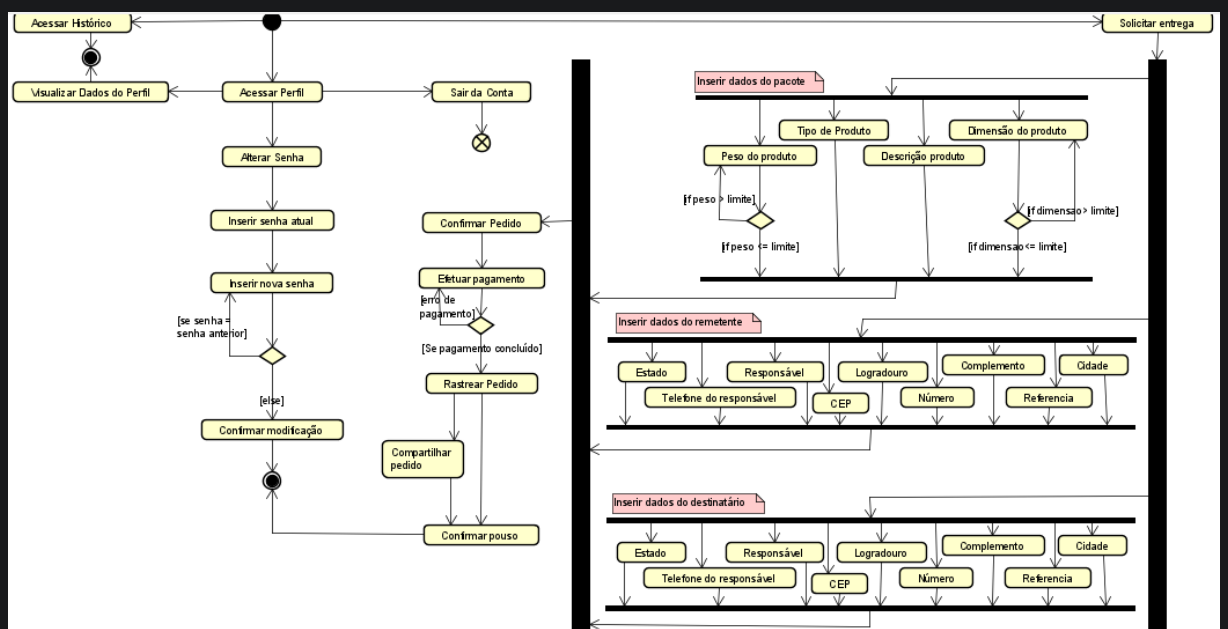 Acessar Histórico
Solicitar entrega
Visualizar Dados do Perfil
Acessar Perfil
Sair da Conta
Alterar Senha
Inserir senha atual
Inserir nova senha
[se senha =
senha anterior]
[else]
Confirmar modificação
Confirmar Pedido
Efetuar pagamento
[erro de
pagamento]
[Se pagamento concluído]
Rastrear Pedido
Compartilhar
pedido
Confirmar pouso
Inserir dados do pacote
Tipo de Produto
Dimensão do produto
Peso do produto
Descrição produto
[if peso > limite]
[if dimensao> limite]
[if peso <= limite]
[if dimensao<= limite]
Inserir dados do remetente
Estado
Responsável
Logradouro
Complemento
Cidade
Telefone do responsável
CEP
Número
Referencia
Inserir dados do destinatário
Estado
Responsável
Logradouro
Complemento
Cidade
Telefone do responsável
CEP
Número
Referencia